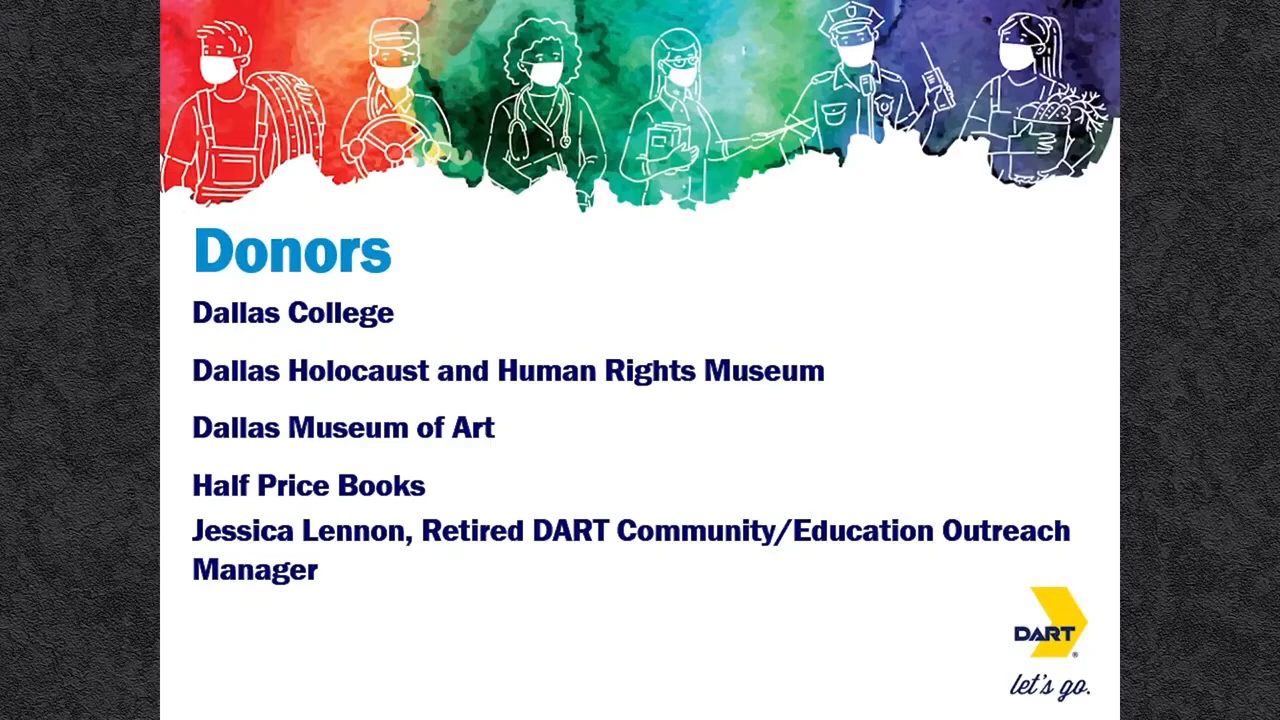 Donors
Dallas College
Dallas Holocaust and Human Rights Museum
Dallas Museum of Art
Half Price Books
Jessica Lennon, Retired DART Community/Education Outreach
Manager
DART
®
let's go.